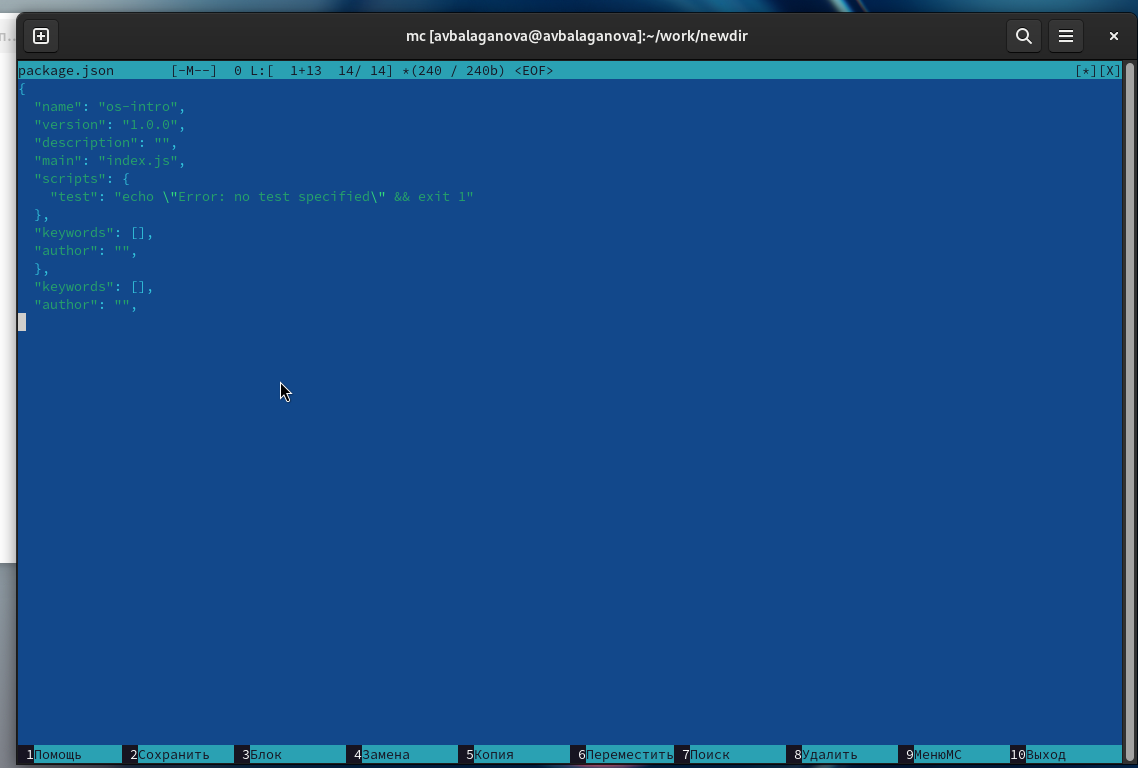 mc [avbalaganova@avbalaganova]:~/work/newdir
package.json       [-M--]  0 L:[  1+13  14/ 14] *(240 / 240b) <EOF>   [*][X]
{
  "name": "os-intro",
  "version": "1.0.0",
  "description": "",
  "main": "index.js",
  "scripts": {
    "test": "echo \"Error: no test specified\" && exit 1"
  },
  "keywords": [],
  "author": "",
  },
  "keywords": [],
  "author": "",
1Помощь 2Сохранить 3Блок 4Замена 5Копия 6Переместить 7Поиск 8Удалить 9МенюMC 10Выход